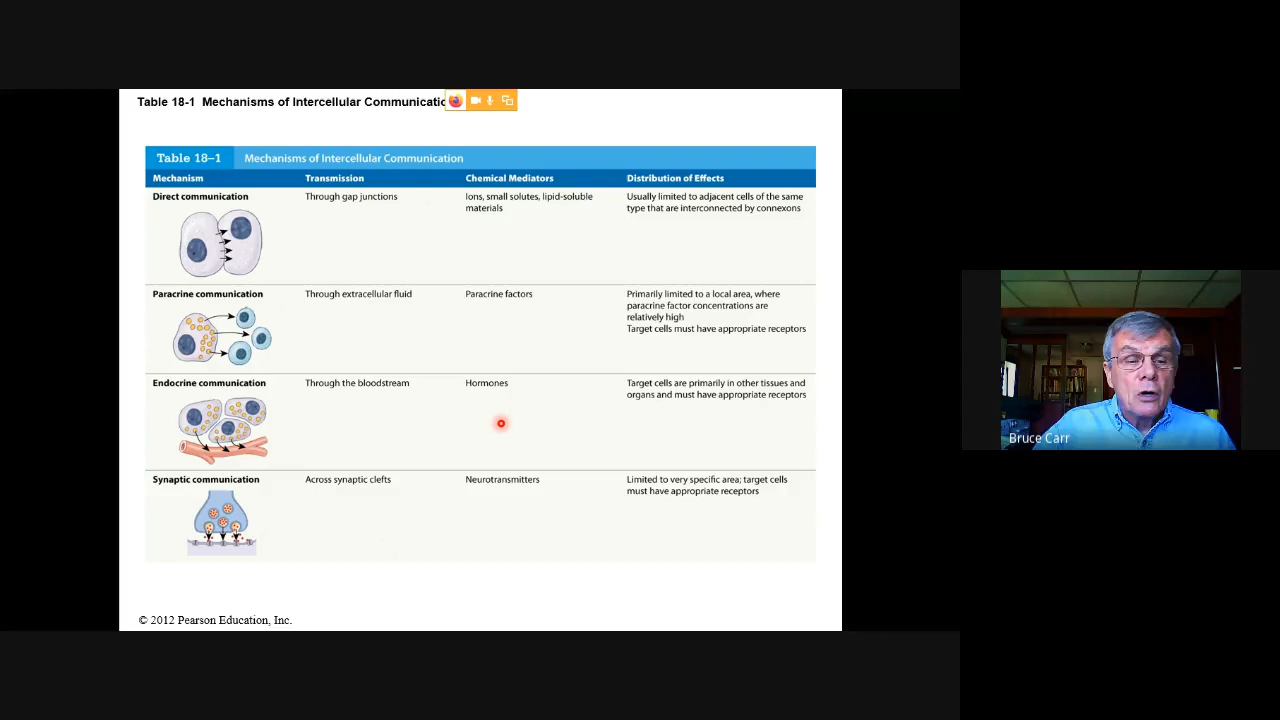 Table 18-1 Mechanisms of Intercellular Communicatio
Table 18–1 Mechanisms of Intercellular Communication
Mechanism Transmission Chemical Mediators Distribution of Effects
Direct communication Through gap junctions Ions, small solutes, lipid-soluble Usually limited to adjacent cells of the same
materials type that are interconnected by connexons
Paracrine communication Through extracellular fluid Paracrine factors Primarily limited to a local area, where
paracrine factor concentrations are
relatively high
Target cells must have appropriate receptors
Endocrine communication Through the bloodstream Hormones Target cells are primarily in other tissues and
organs and must have appropriate receptors
Synaptic communication Across synaptic clefts Neurotransmitters Limited to very specific area; target cells
must have appropriate receptors
© 2012 Pearson Education, Inc.
Bruce Carr